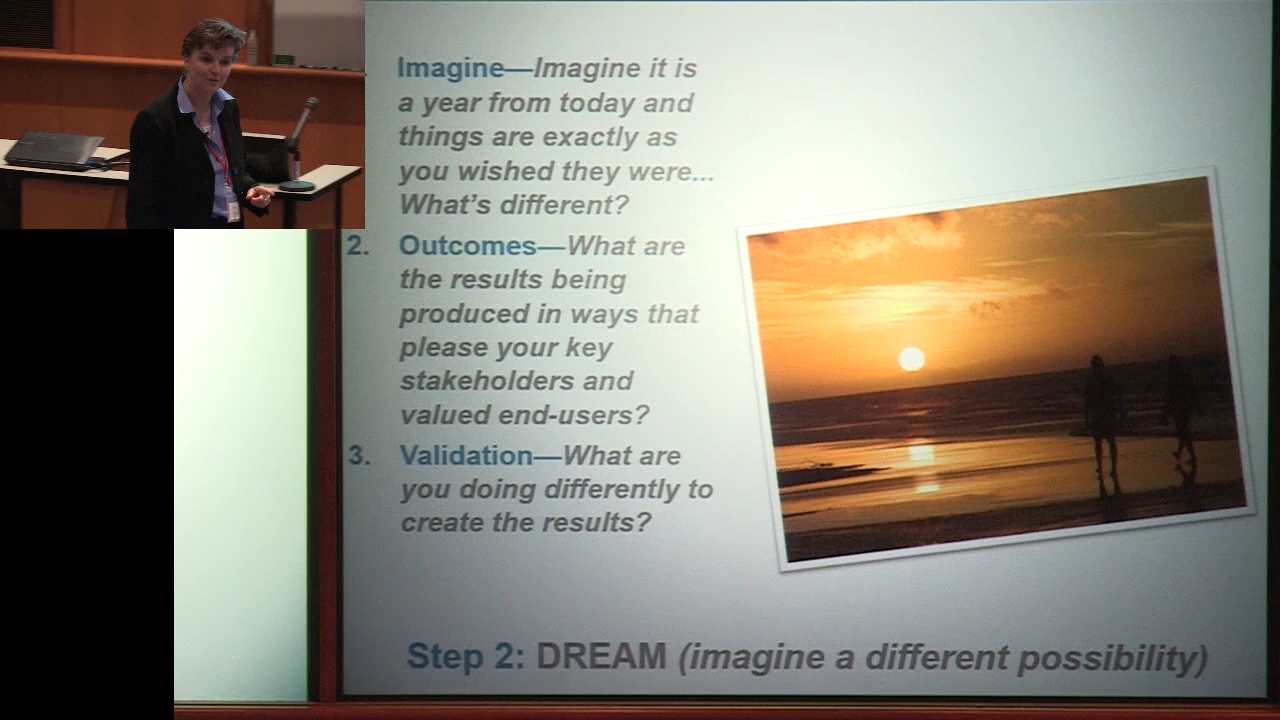 Imagine—Imagine it is
a year from today and
things are exactly as
you wished they were...
What's different?
2. Outcomes—What are
the results being
produced in ways that
please your key
stakeholders and
valued end-users?
3. Validation—What are
you doing differently to
create the results?
Step 2: DREAM (imagine a different possibility)